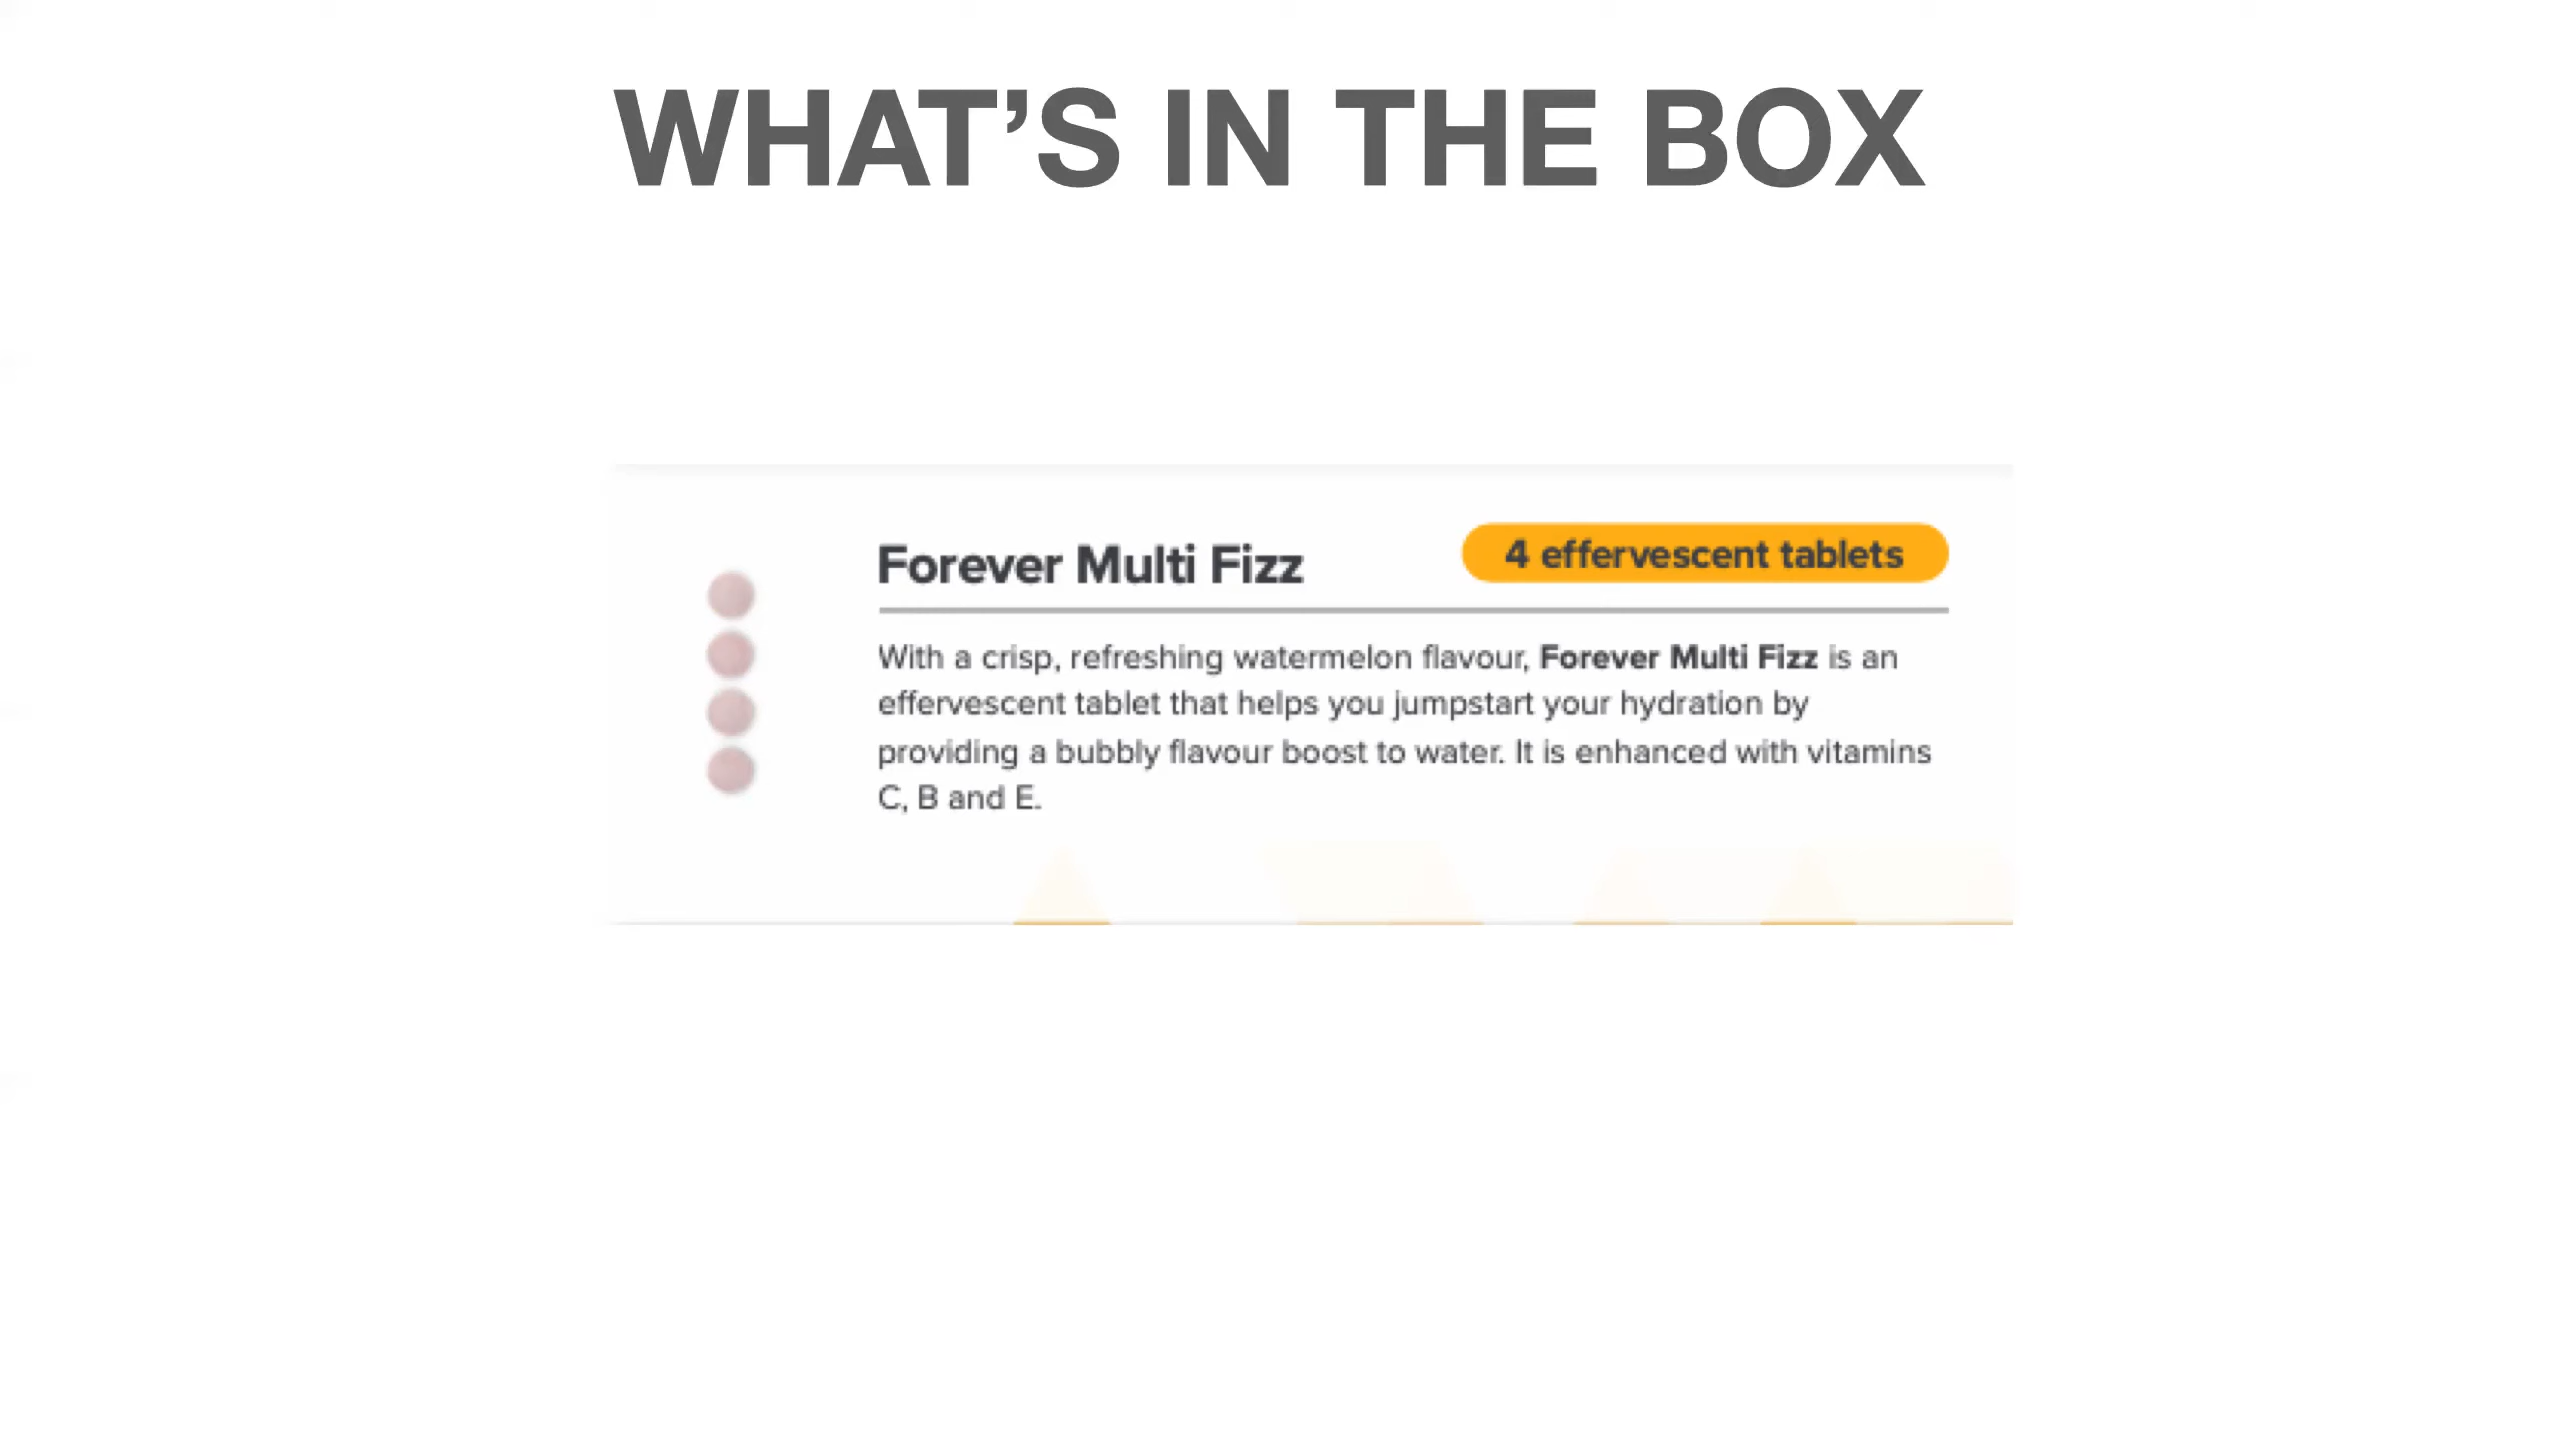 WHAT’S IN THE BOX
Forever Multi Fizz
4 effervescent tablets
With a crisp, refreshing watermelon flavour, Forever Multi Fizz is an
effervescent tablet that helps you jumpstart your hydration by
providing a bubbly flavour boost to water. It is enhanced with vitamins
C, B and E.